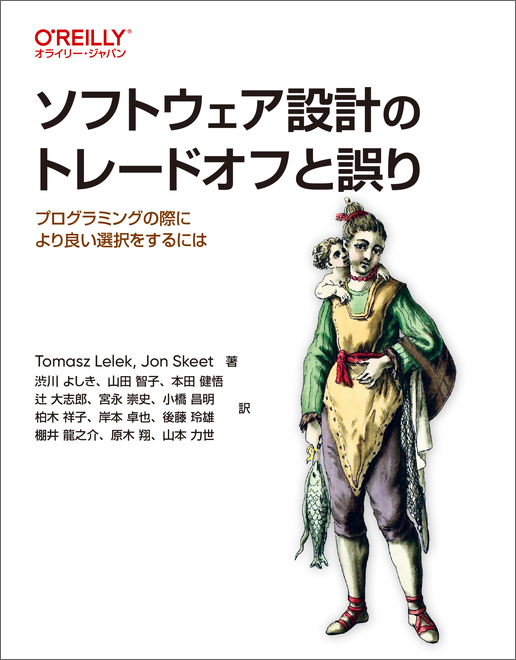 O'REILLY®
オライリー・ジャパン
ソフトウェア設計の
トレードオフと誤り
プログラミングの際に
より良い選択をするには
Tomasz Lelek, Jon Skeet 著
渋川 よしき、山田 智子、本田 健悟
辻 大志郎、宮永 崇史、小橋 昌明
柏木 祥子、岸本 卓也、後藤 玲雄
棚井 龍之介、原木 翔、山本 力世
訳